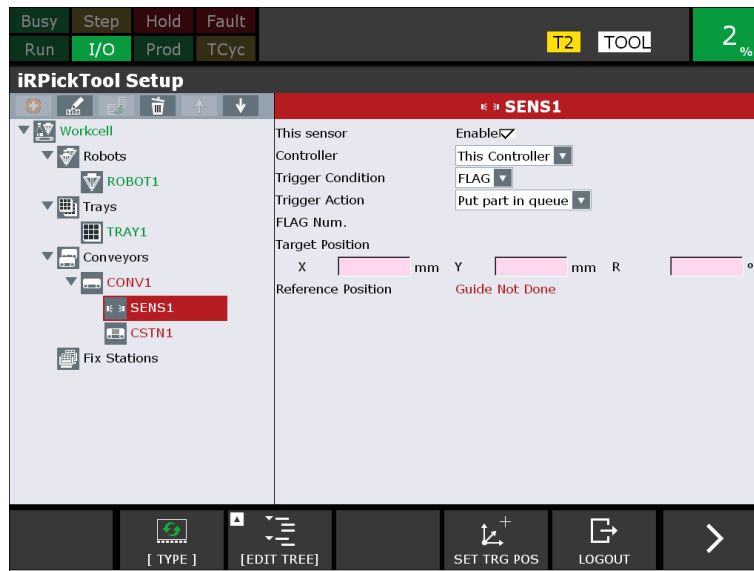 Busy Step Hold Fault
Run I/O Prod TCyc
T2 TOOL 2 %
iRPickTool Setup
SENS1
Workcell
Robots
ROBOT1
Trays
TRAY1
Conveyors
CONV1
SENS1
CSTN1
Fix Stations
This sensor Enable
Controller This Controller
Trigger Condition FLAG
Trigger Action Put part in queue
FLAG Num.
Target Position
X mm Y mm R °
Reference Position Guide Not Done
[ TYPE ] [EDIT TREE] SET TRG POS LOGOUT